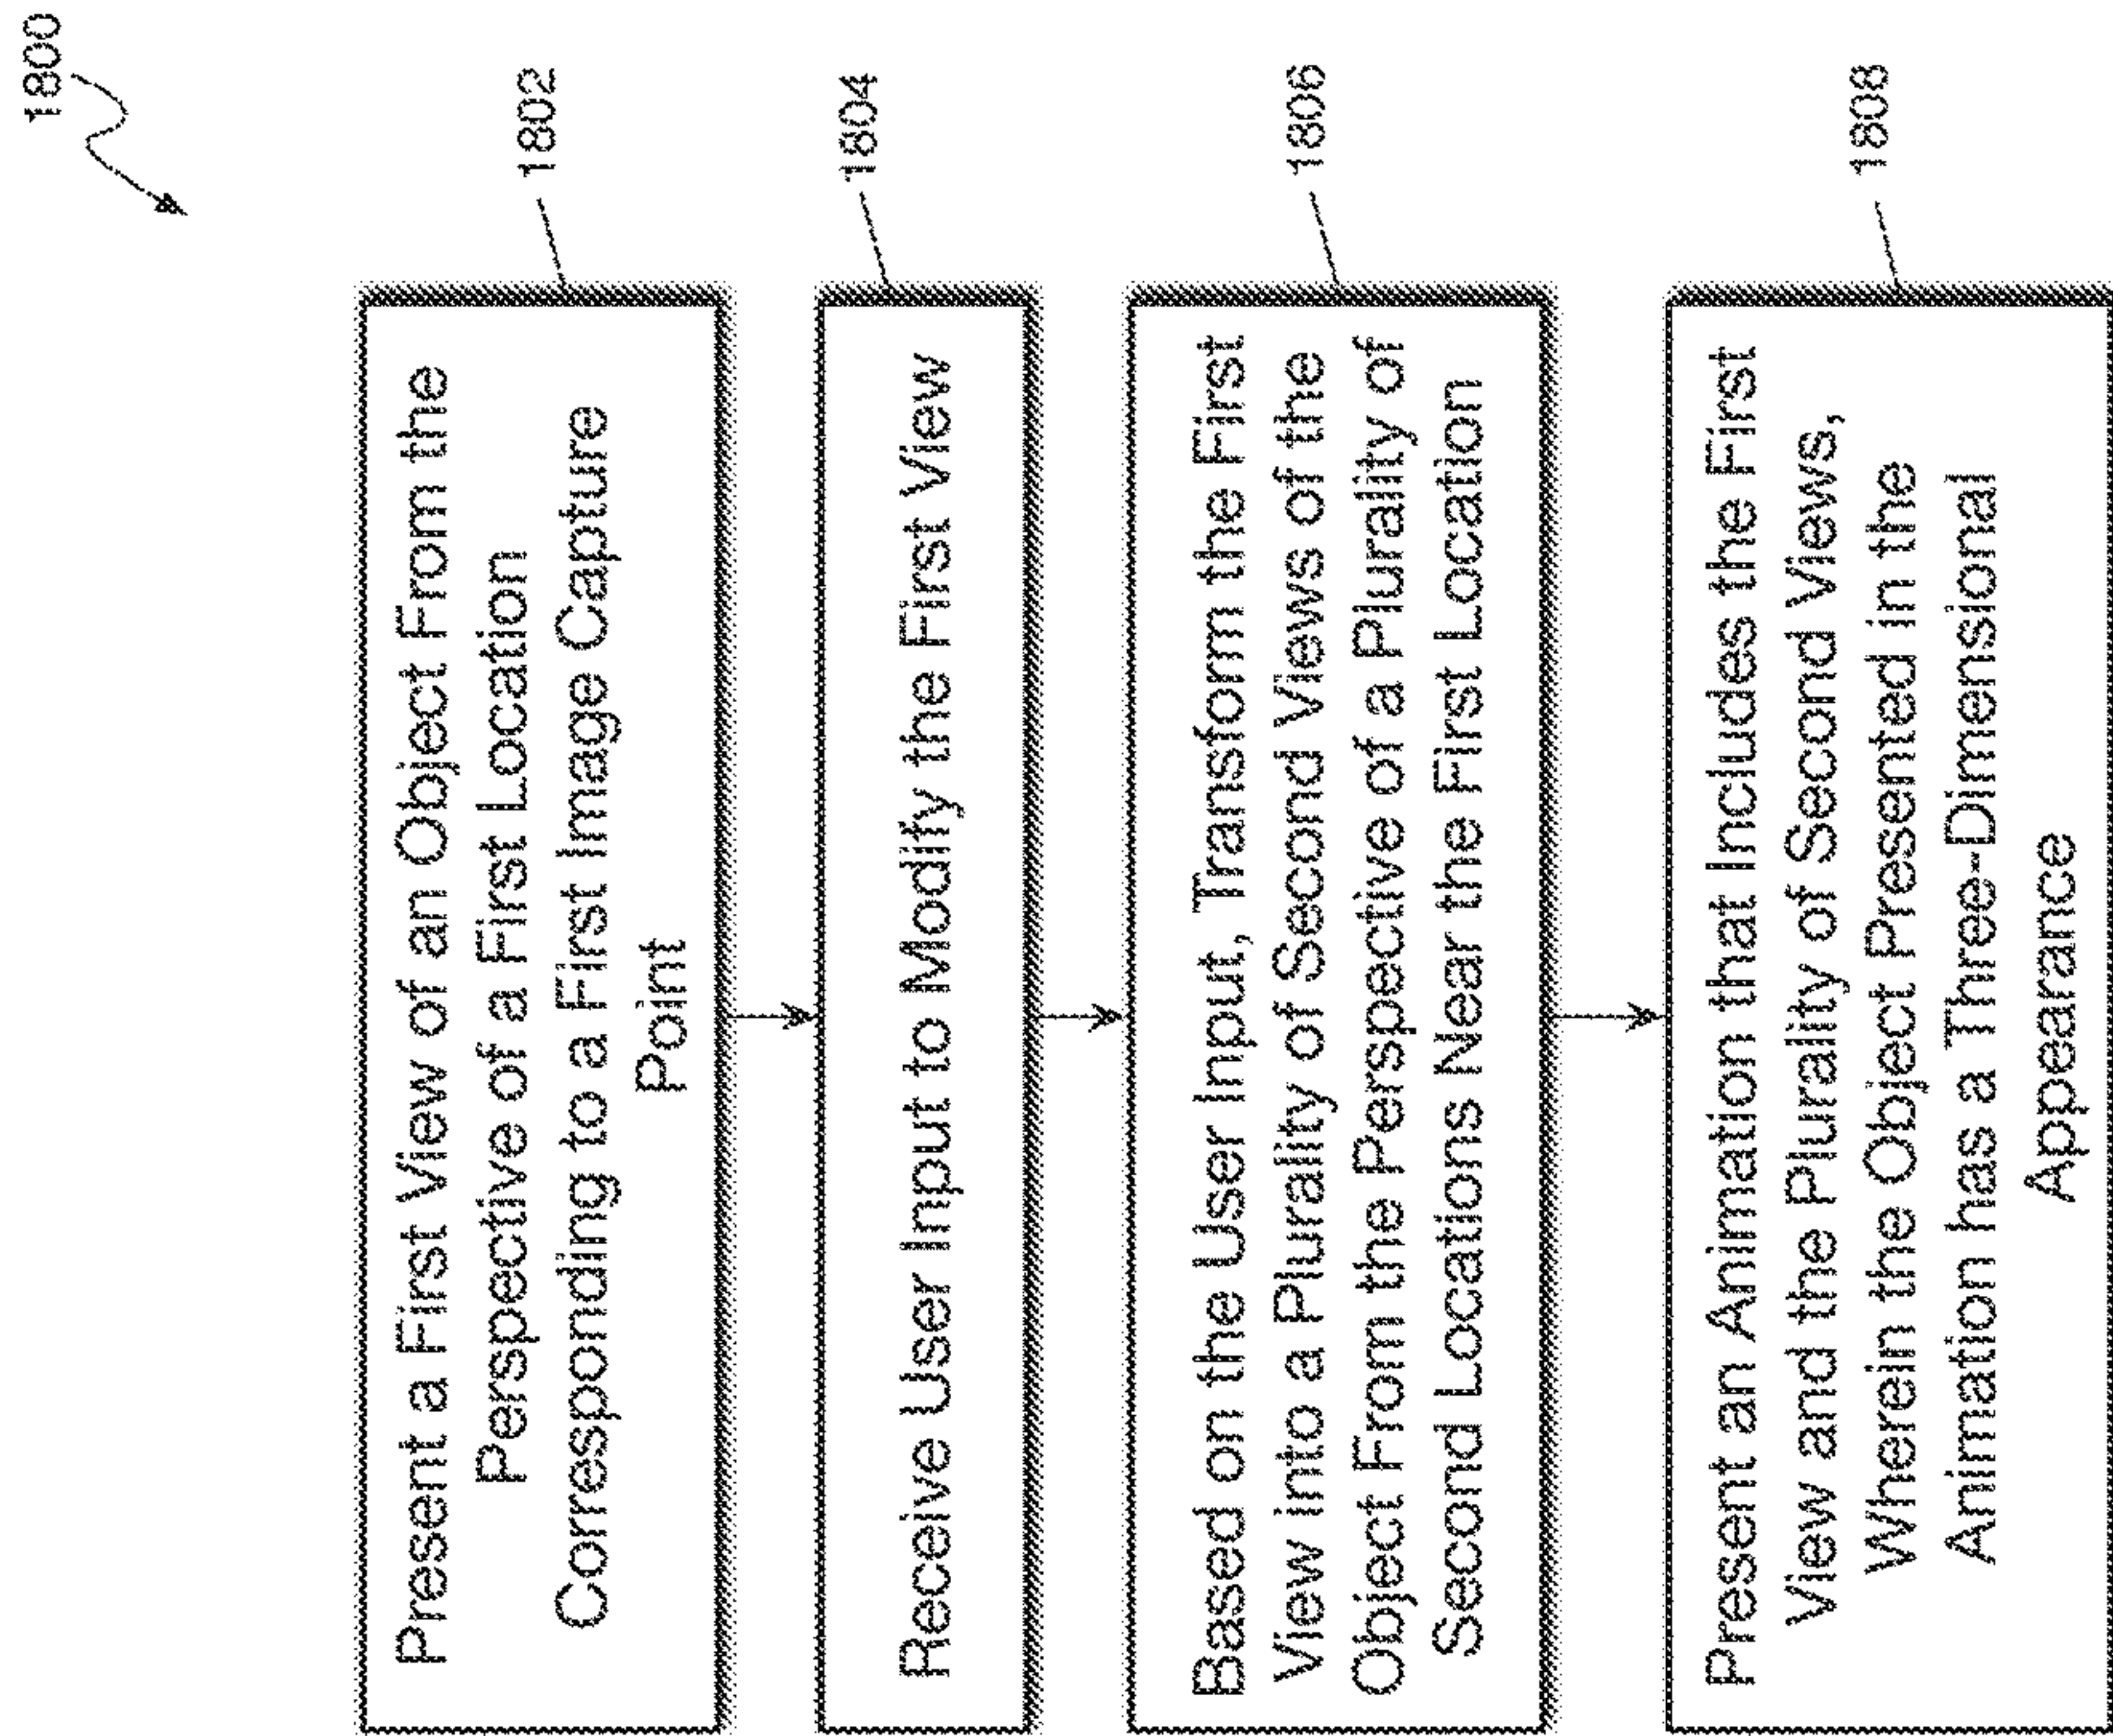 1800
Present a First View of an Object From the
Perspective of a First Location
Corresponding to a First Image Capture
Point
1802
Receive User Input to Modify the First View
1804
Based on the User Input, Transform the First
View into a Plurality of Second Views of the
Object From the Perspective of a Plurality of
Second Locations Near the First Location
1806
Present an Animation that Includes the First
View and the Plurality of Second Views,
Wherein the Object Presented in the
Animation has a Three-Dimensional
Appearance
1808